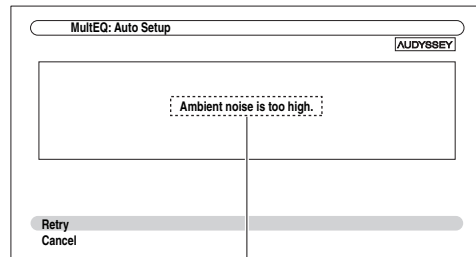 MultEQ: Auto Setup
AUDYSSEY
Ambient noise is too high.
Retry
Cancel